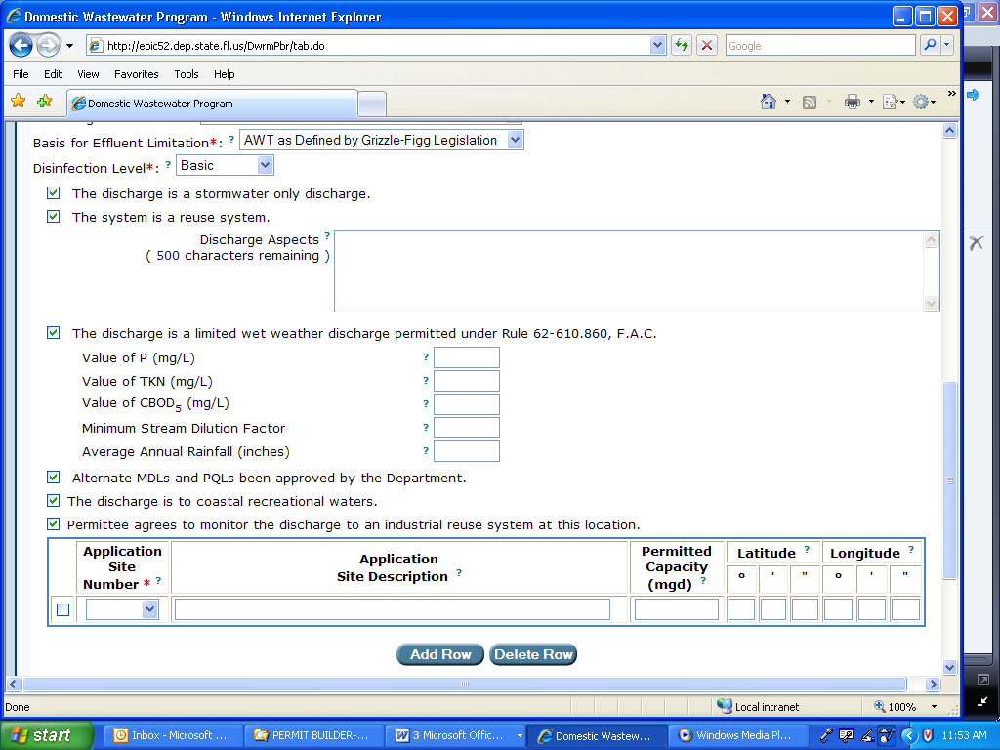 Domestic Wastewater Program - Windows Internet Explorer
http://epic52.dep.state.fl.us/DwrmPbr/tab.do
Google
File Edit View Favorites Tools Help
Domestic Wastewater Program
Basis for Effluent Limitation*: ? AWT as Defined by Grizzle-Figg Legislation
Disinfection Level*: ? Basic
The discharge is a stormwater only discharge.
The system is a reuse system.
Discharge Aspects ?
( 500 characters remaining )
The discharge is a limited wet weather discharge permitted under Rule 62-610.860, F.A.C.
Value of P (mg/L) ?
Value of TKN (mg/L) ?
Value of CBOD5 (mg/L) ?
Minimum Stream Dilution Factor ?
Average Annual Rainfall (inches) ?
Alternate MDLs and PQLs been approved by the Department.
The discharge is to coastal recreational waters.
Permittee agrees to monitor the discharge to an industrial reuse system at this location.
Application
Site
Number * ?
Application
Site Description ?
Permitted
Capacity
(mgd) ?
Latitude ? Longitude ?
o ' " o ' "
Add Row Delete Row
Done Local intranet 100%
start Inbox - Microsoft ... PERMIT BUILDER-... 3 Microsoft Offic... Domestic Wastew... Windows Media Pl... 11:53 AM